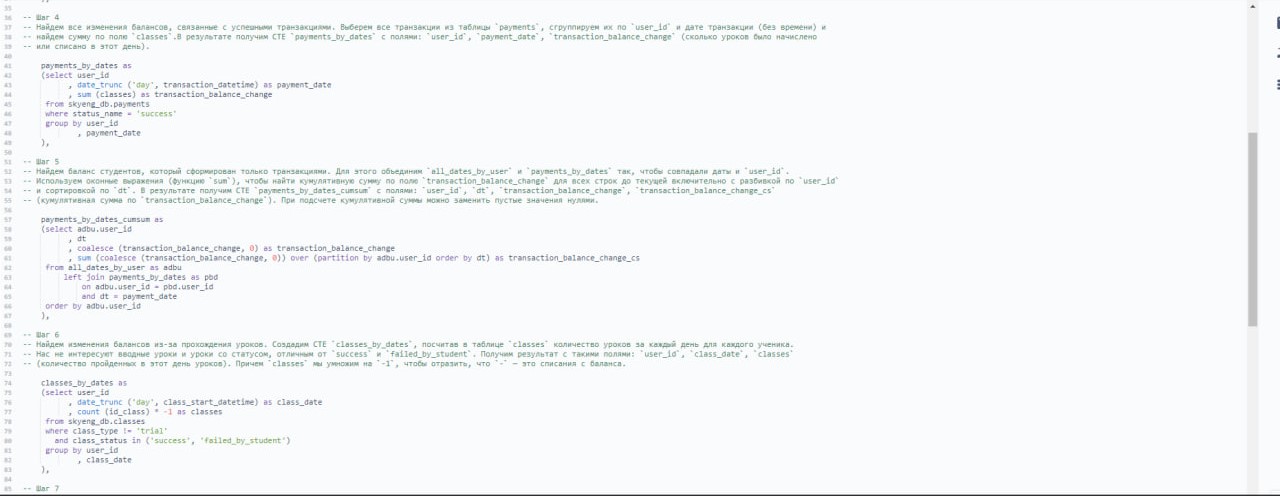 35
36 -- Шаг 4
37 -- Найдем все изменения балансов, связанные с успешными транзакциями. Выберем все транзакции из таблицы `payments`, сгруппируем их по `user_id` и дате транзакции (без времени) и
38 -- найдем сумму по полю `classes`.В результате получим CTE `payments_by_dates` с полями: `user_id`, `payment_date`, `transaction_balance_change` (сколько уроков было начислено
39 -- или списано в этот день).
40
41 payments_by_dates as
42 (select user_id
43 , date_trunc ('day', transaction_datetime) as payment_date
44 , sum (classes) as transaction_balance_change
45 from skyeng_db.payments
46 where status_name = 'success'
47 group by user_id
48 , payment_date
49 ),
50
51 -- Шаг 5
52 -- Найдем баланс студентов, который сформирован только транзакциями. Для этого объединим `all_dates_by_user` и `payments_by_dates` так, чтобы совпадали даты и `user_id`.
53 -- Используем оконные выражения (функцию `sum`), чтобы найти кумулятивную сумму по полю `transaction_balance_change` для всех строк до текущей включительно с разбивкой по `user_id`
54 -- и сортировкой по `dt`. В результате получим CTE `payments_by_dates_cumsum` с полями: `user_id`, `dt`, `transaction_balance_change`, `transaction_balance_change_cs`
55 -- (кумулятивная сумма по `transaction_balance_change`). При подсчете кумулятивной суммы можно заменить пустые значения нулями.
56
57 payments_by_dates_cumsum as
58 (select adbu.user_id
59 , dt
60 , coalesce (transaction_balance_change, 0) as transaction_balance_change
61 , sum (coalesce (transaction_balance_change, 0)) over (partition by adbu.user_id order by dt) as transaction_balance_change_cs
62 from all_dates_by_user as adbu
63 left join payments_by_dates as pbd
64 on adbu.user_id = pbd.user_id
65 and dt = payment_date
66 order by adbu.user_id
67 ),
68
69 -- Шаг 6
70 -- Найдем изменения балансов из-за прохождения уроков. Создадим CTE `classes_by_dates`, посчитав в таблице `classes` количество уроков за каждый день для каждого ученика.
71 -- Нас не интересуют вводные уроки и уроки со статусом, отличным от `success` и `failed_by_student`. Получим результат с такими полями: `user_id`, `class_date`, `classes`
72 -- (количество пройденных в этот день уроков). Причем `classes` мы умножим на `-1`, чтобы отразить, что `-` — это списания с баланса.
73
74 classes_by_dates as
75 (select user_id
76 , date_trunc ('day', class_start_datetime) as class_date
77 , count (id_class) * -1 as classes
78 from skyeng_db.classes
79 where class_type != 'trial'
80 and class_status in ('success', 'failed_by_student')
81 group by user_id
82 , class_date
83 ),
84
85 -- Шаг 7